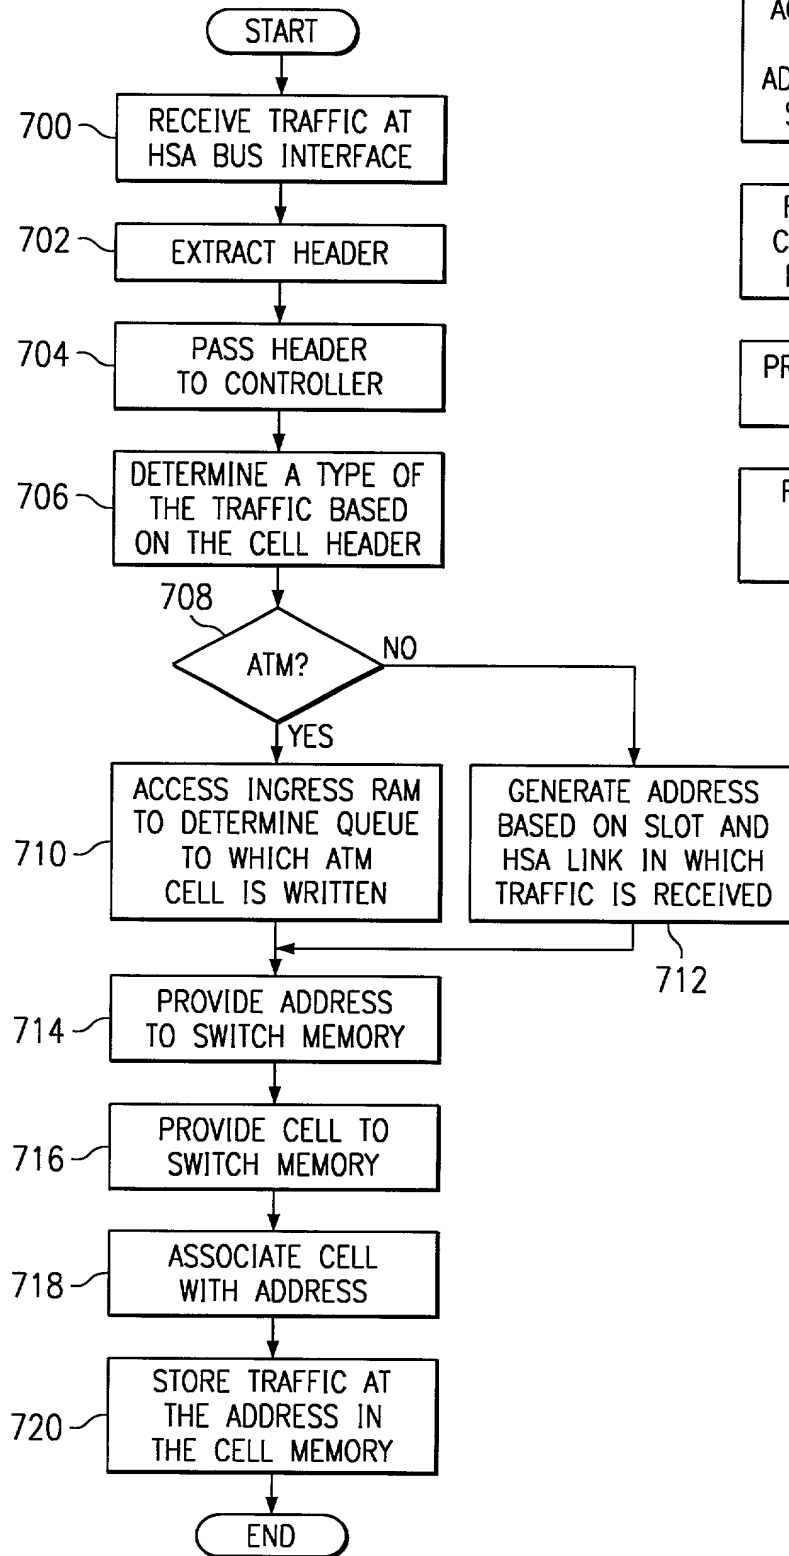 START
700
RECEIVE TRAFFIC AT
HSA BUS INTERFACE
702
EXTRACT HEADER
704
PASS HEADER
TO CONTROLLER
706
DETERMINE A TYPE OF
THE TRAFFIC BASED
ON THE CELL HEADER
708
ATM?
NO
YES
710
ACCESS INGRESS RAM
TO DETERMINE QUEUE
TO WHICH ATM
CELL IS WRITTEN
GENERATE ADDRESS
BASED ON SLOT AND
HSA LINK IN WHICH
TRAFFIC IS RECEIVED
712
714
PROVIDE ADDRESS
TO SWITCH MEMORY
716
PROVIDE CELL TO
SWITCH MEMORY
718
ASSOCIATE CELL
WITH ADDRESS
720
STORE TRAFFIC AT
THE ADDRESS IN
THE CELL MEMORY
END